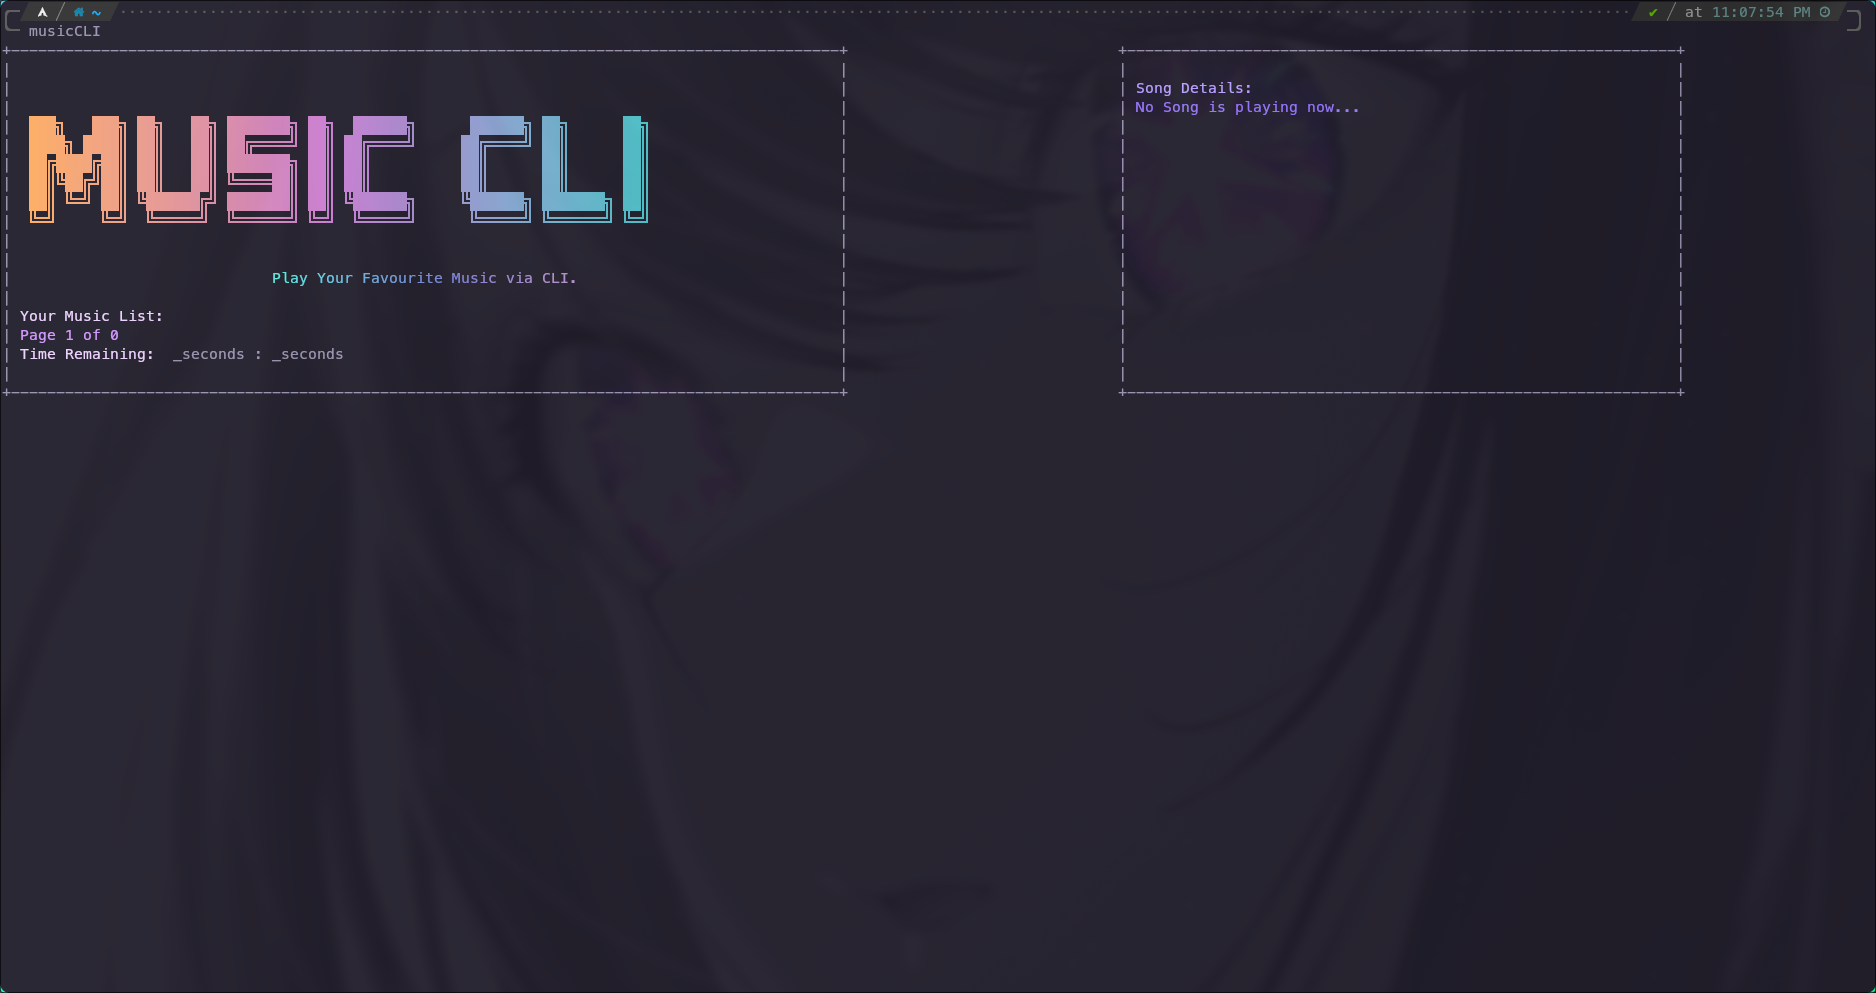 ~ ✔ at 11:07:54 PM
musicCLI
MUSIC CLI
Play Your Favourite Music via CLI.
Your Music List:
Page 1 of 0
Time Remaining: _seconds : _seconds
Song Details:
No Song is playing now...